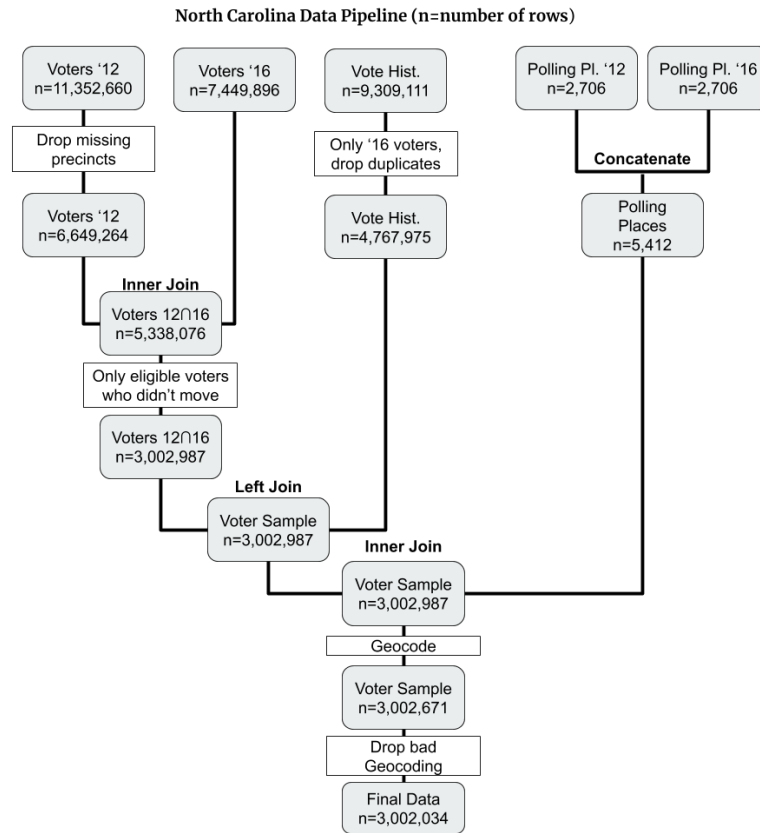 North Carolina Data Pipeline (n=number of rows)
Voters ‘12
n=11,352,660
Voters ‘16
n=7,449,896
Vote Hist.
n=9,309,111
Polling Pl. ‘12
n=2,706
Polling Pl. ‘16
n=2,706
Drop missing
precincts
Only ‘16 voters,
drop duplicates
Concatenate
Voters ‘12
n=6,649,264
Vote Hist.
n=4,767,975
Polling
Places
n=5,412
Inner Join
Voters 12∩16
n=5,338,076
Only eligible voters
who didn’t move
Voters 12∩16
n=3,002,987
Left Join
Voter Sample
n=3,002,987
Inner Join
Voter Sample
n=3,002,987
Geocode
Voter Sample
n=3,002,671
Drop bad
Geocoding
Final Data
n=3,002,034